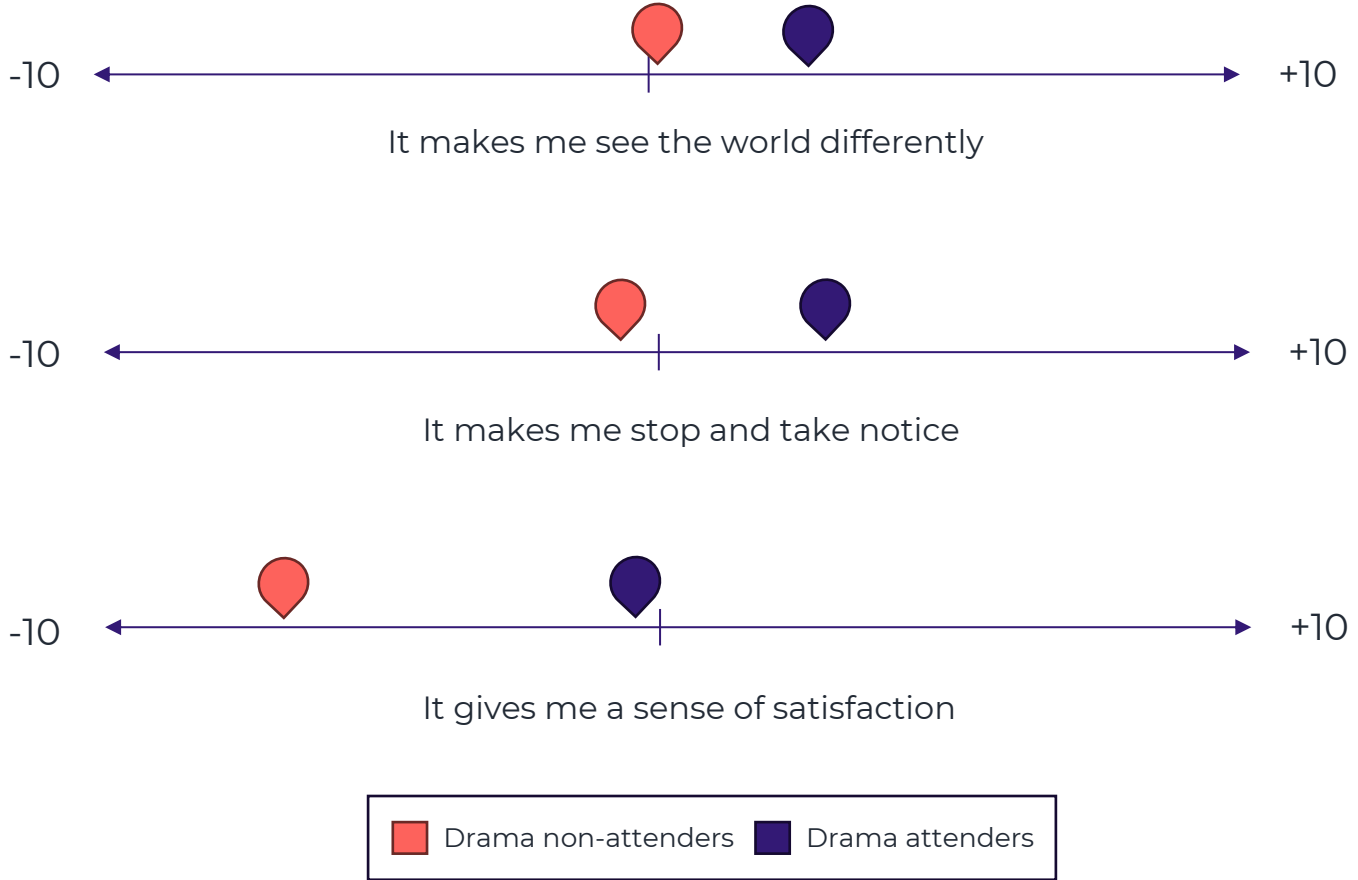 -10
+10
It makes me see the world differently
-10
+10
It makes me stop and take notice
-10
+10
It gives me a sense of satisfaction
Drama non-attenders
Drama attenders